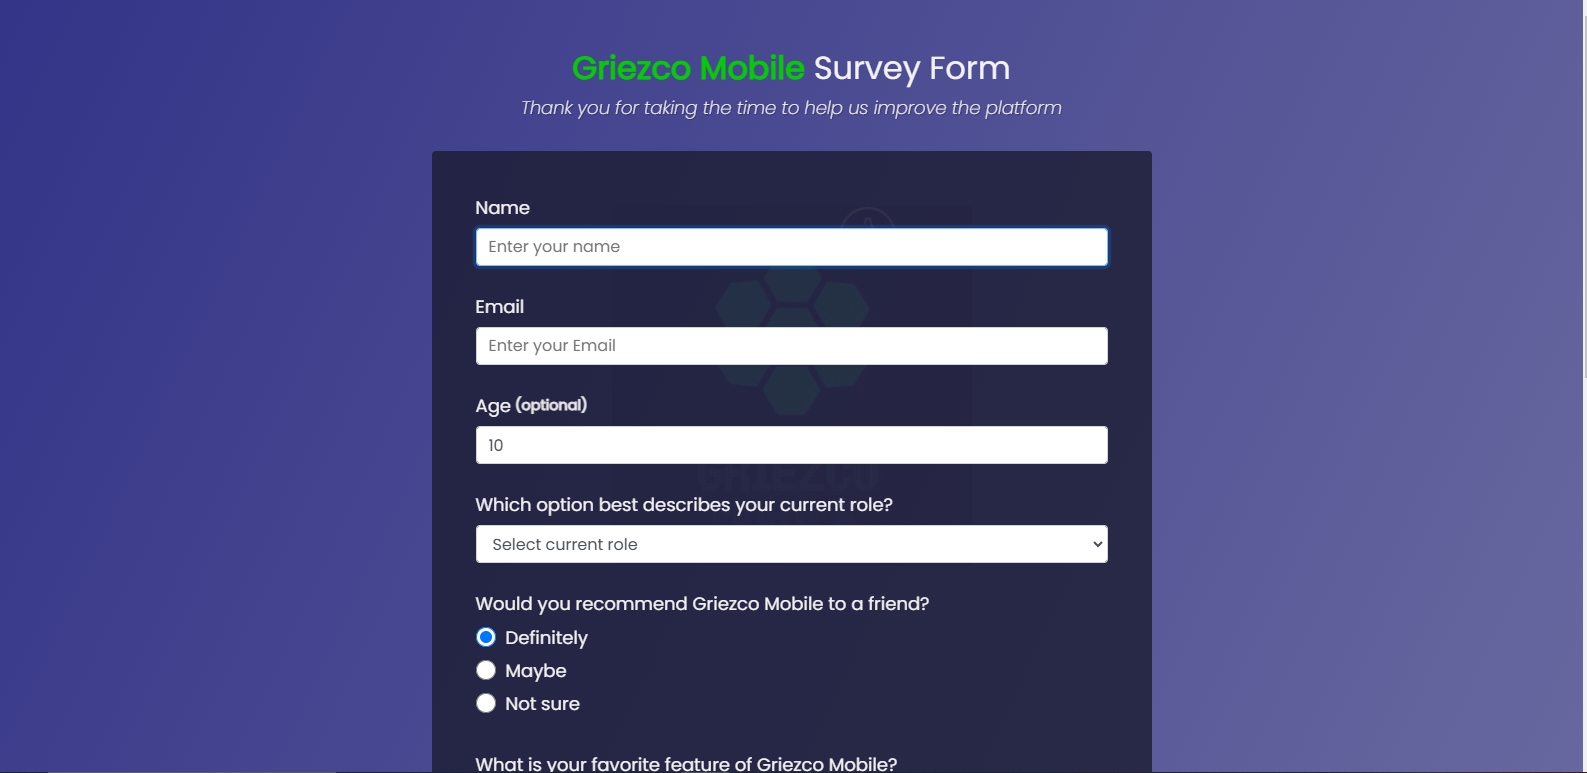 Griezco Mobile Survey Form
Thank you for taking the time to help us improve the platform
Name
Enter your name
Email
Enter your Email
Age (optional)
10
GRIEZCO
Which option best describes your current role?
Select current role
Would you recommend Griezco Mobile to a friend?
Definitely
Maybe
Not sure
What is your favorite feature of Griezco Mobile?